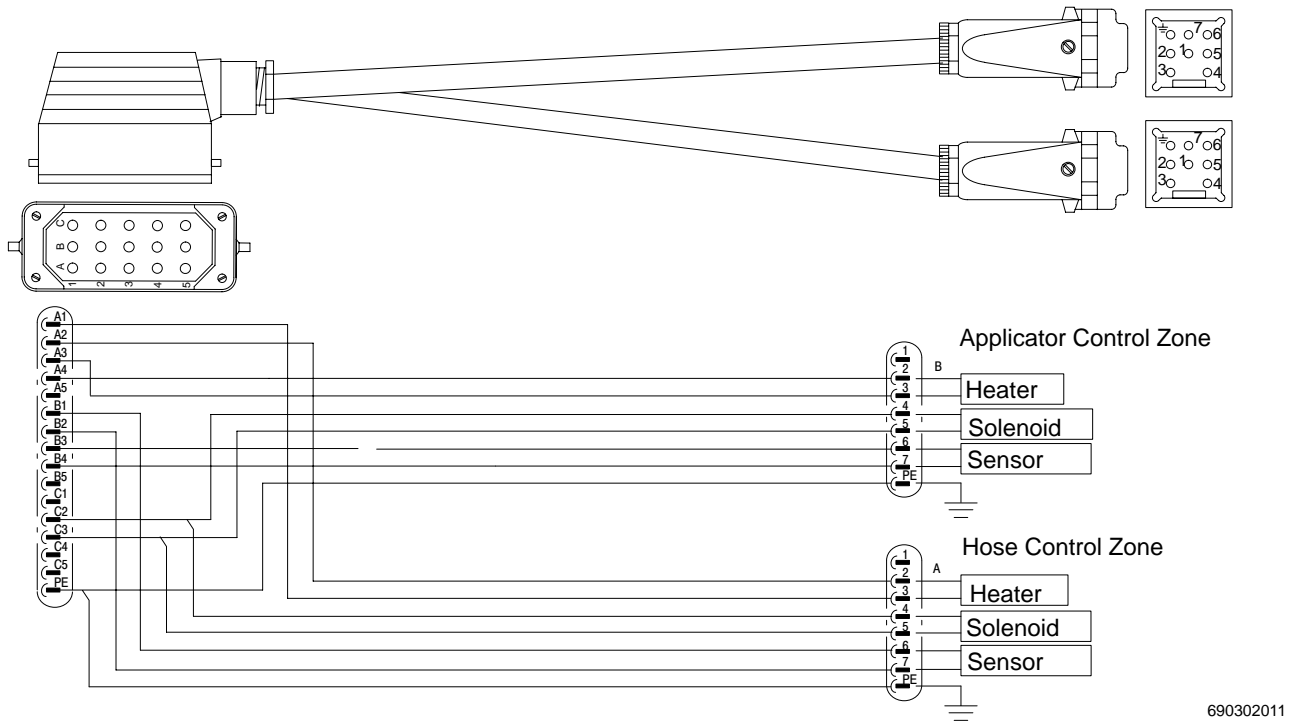 7 6
2 1 5
3 4
7 6
2 1 5
3 4
C
B
A
1 2 3 4 5
A1
A2
A3
A4
A5
B1
B2
B3
B4
B5
C1
C2
C3
C4
C5
PE
Applicator Control Zone
1
2
B
3
Heater
4
5
Solenoid
6
7
Sensor
PE
Hose Control Zone
1
2
A
3
Heater
4
5
Solenoid
6
7
Sensor
PE
690302011